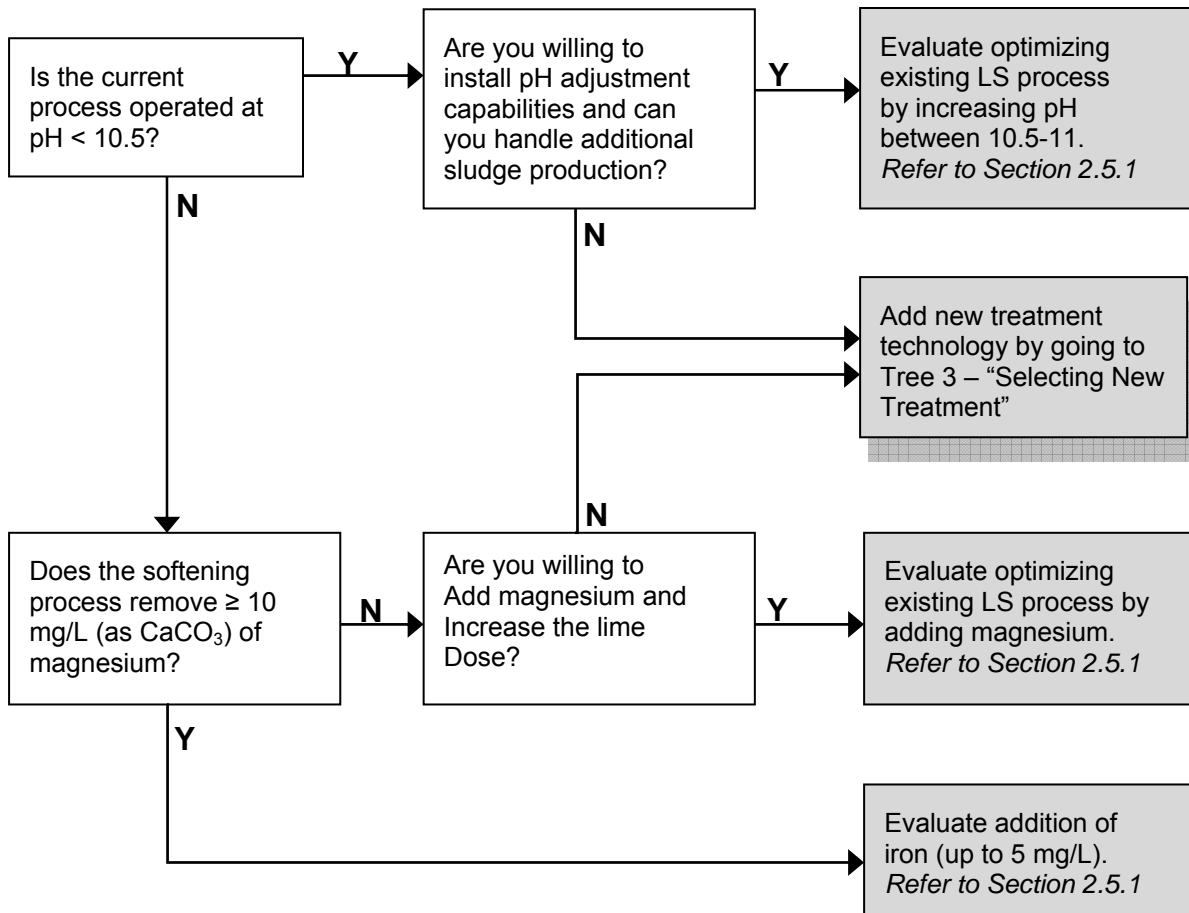 Is the current
process operated at
pH < 10.5?
Y
Are you willing to
install pH adjustment
capabilities and can
you handle additional
sludge production?
Y
Evaluate optimizing
existing LS process
by increasing pH
between 10.5-11.
Refer to Section 2.5.1
N
N
Add new treatment
technology by going to
Tree 3 – “Selecting New
Treatment”
N
Does the softening
process remove ≥ 10
mg/L (as CaCO₃) of
magnesium?
N
Are you willing to
Add magnesium and
Increase the lime
Dose?
Y
Evaluate optimizing
existing LS process by
adding magnesium.
Refer to Section 2.5.1
Y
Evaluate addition of
iron (up to 5 mg/L).
Refer to Section 2.5.1